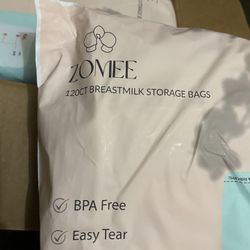 ZOMEE
120CT BREASTMILK STORAGE BAGS
BPA Free
Easy Tear